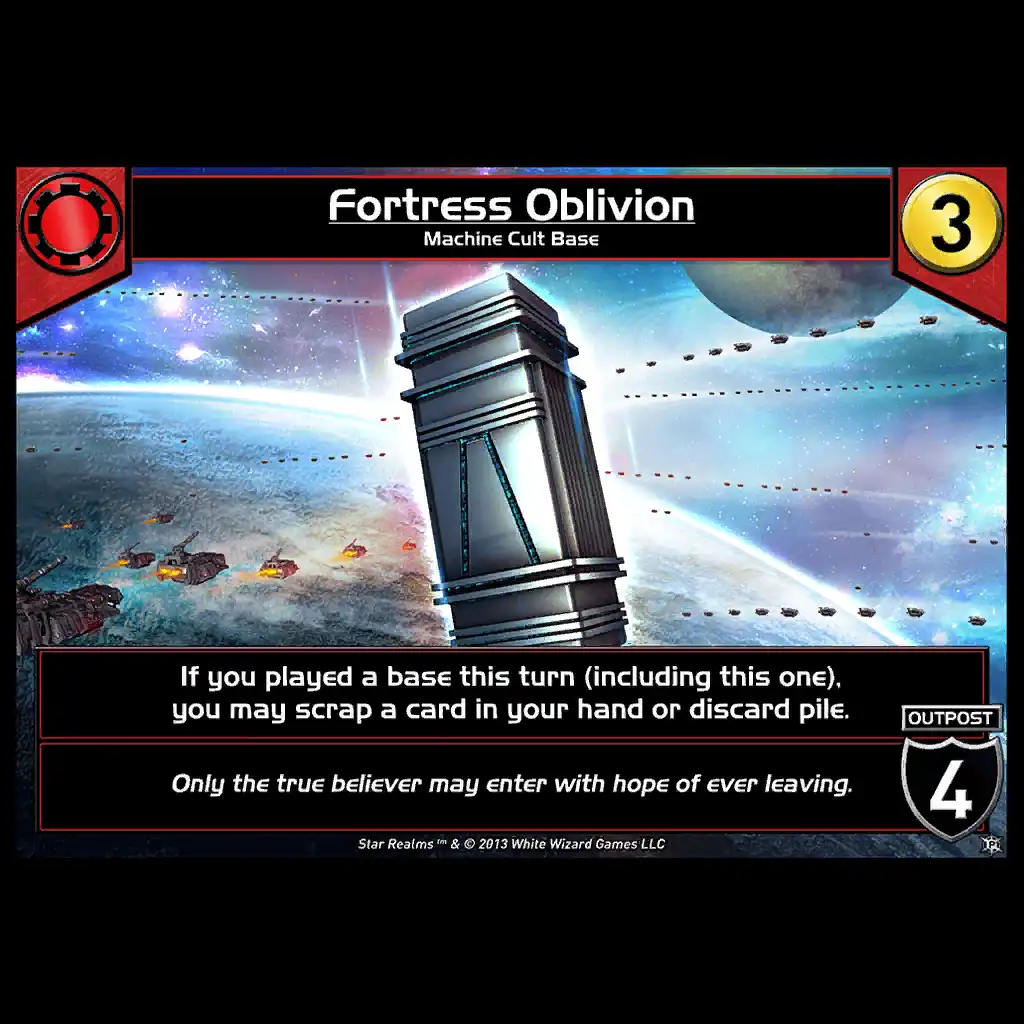 Fortress Oblivion
3
Machine Cult Base
If you played a base this turn (including this one),
you may scrap a card in your hand or discard pile.
OUTPOST
4
Only the true believer may enter with hope of ever leaving.
Star Realms™ & © 2013 White Wizard Games LLC